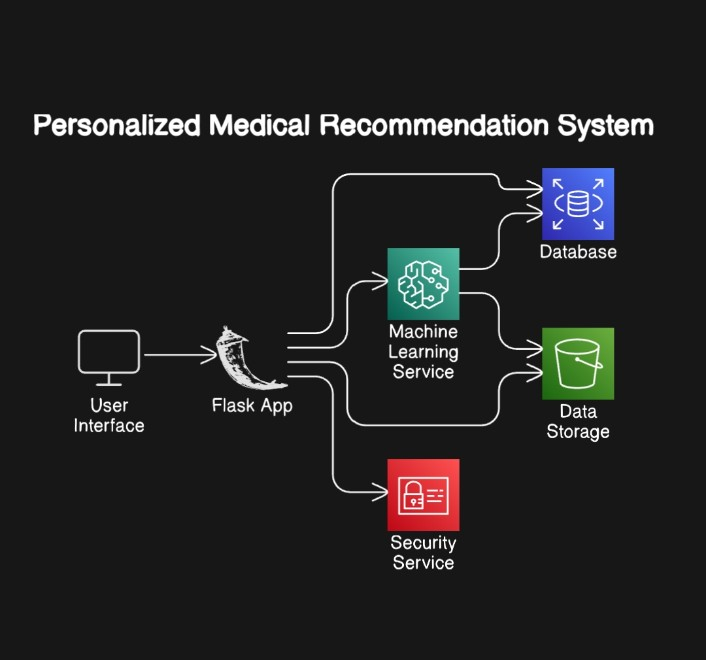 Personalized Medical Recommendation System
Database
Machine
Learning
Service
User
Interface
Flask App
Data
Storage
Security
Service